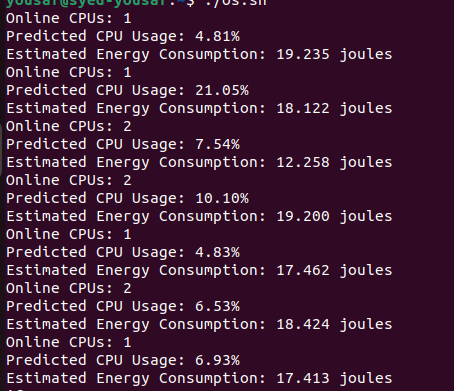 yousaf@syed-yousaf:~$ ./os.sh
Online CPUs: 1
Predicted CPU Usage: 4.81%
Estimated Energy Consumption: 19.235 joules
Online CPUs: 1
Predicted CPU Usage: 21.05%
Estimated Energy Consumption: 18.122 joules
Online CPUs: 2
Predicted CPU Usage: 7.54%
Estimated Energy Consumption: 12.258 joules
Online CPUs: 2
Predicted CPU Usage: 10.10%
Estimated Energy Consumption: 19.200 joules
Online CPUs: 1
Predicted CPU Usage: 4.83%
Estimated Energy Consumption: 17.462 joules
Online CPUs: 2
Predicted CPU Usage: 6.53%
Estimated Energy Consumption: 18.424 joules
Online CPUs: 1
Predicted CPU Usage: 6.93%
Estimated Energy Consumption: 17.413 joules